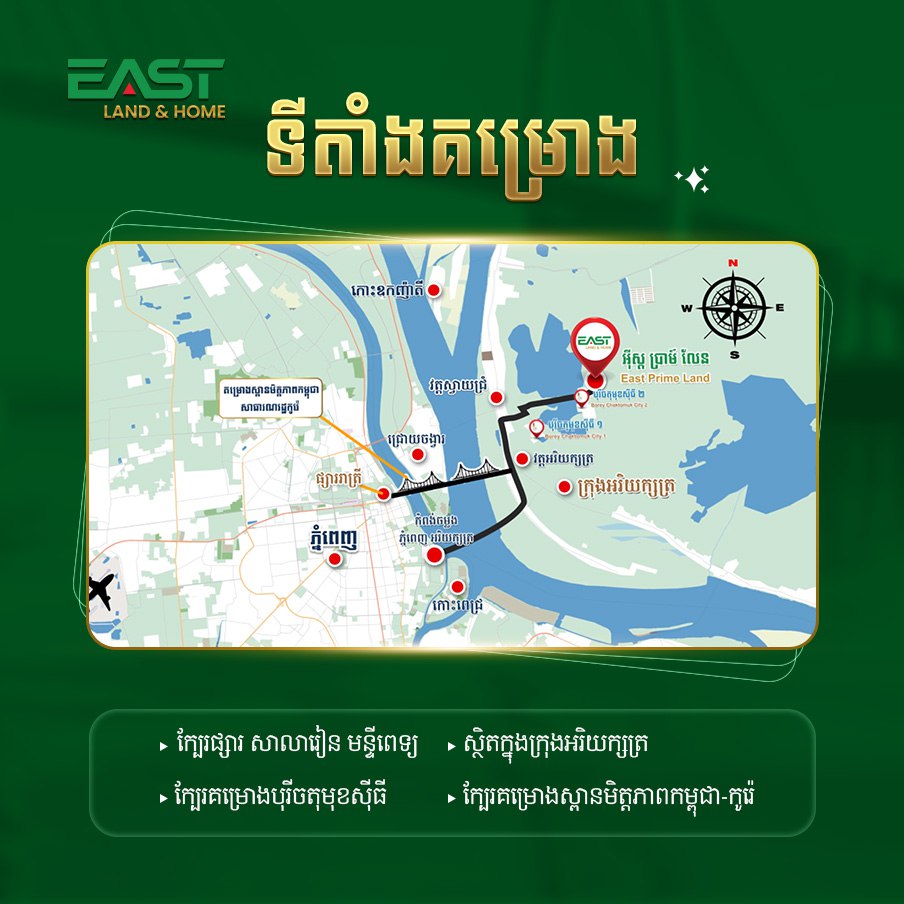 EAST
LAND & HOME
ទីតាំងគម្រោង
កោះឧកញ៉ាតី
N
W
E
S
EAST
LAND & HOME
អ៊ីស្ត ប្រាម៍ លែន
East Prime Land
គម្រោងស្ពានមិត្តភាពកម្ពុជា
សាធារណរដ្ឋកូរ៉េ
វត្តស្វាយជ្រំ
បុរីចតុមុខស៊ីធី ២
Borey Chaktomuk City 2
បុរីចតុមុខស៊ីធី ១
Borey Chaktomuk City 1
ជ្រោយចង្វារ
វត្តអរិយក្សត្រ
ផ្សាររាត្រី
ក្រុងអរិយក្សត្រ
កំពង់ចម្លង
ភ្នំពេញ អរិយក្សត្រ
ភ្នំពេញ
កោះពេជ្រ
ក្បែរផ្សារ សាលារៀន មន្ទីពេទ្យ
ស្ថិតក្នុងក្រុងអរិយក្សត្រ
ក្បែរគម្រោងបុរីចតុមុខស៊ីធី
ក្បែរគម្រោងស្ពានមិត្តភាពកម្ពុជា-កូរ៉េ